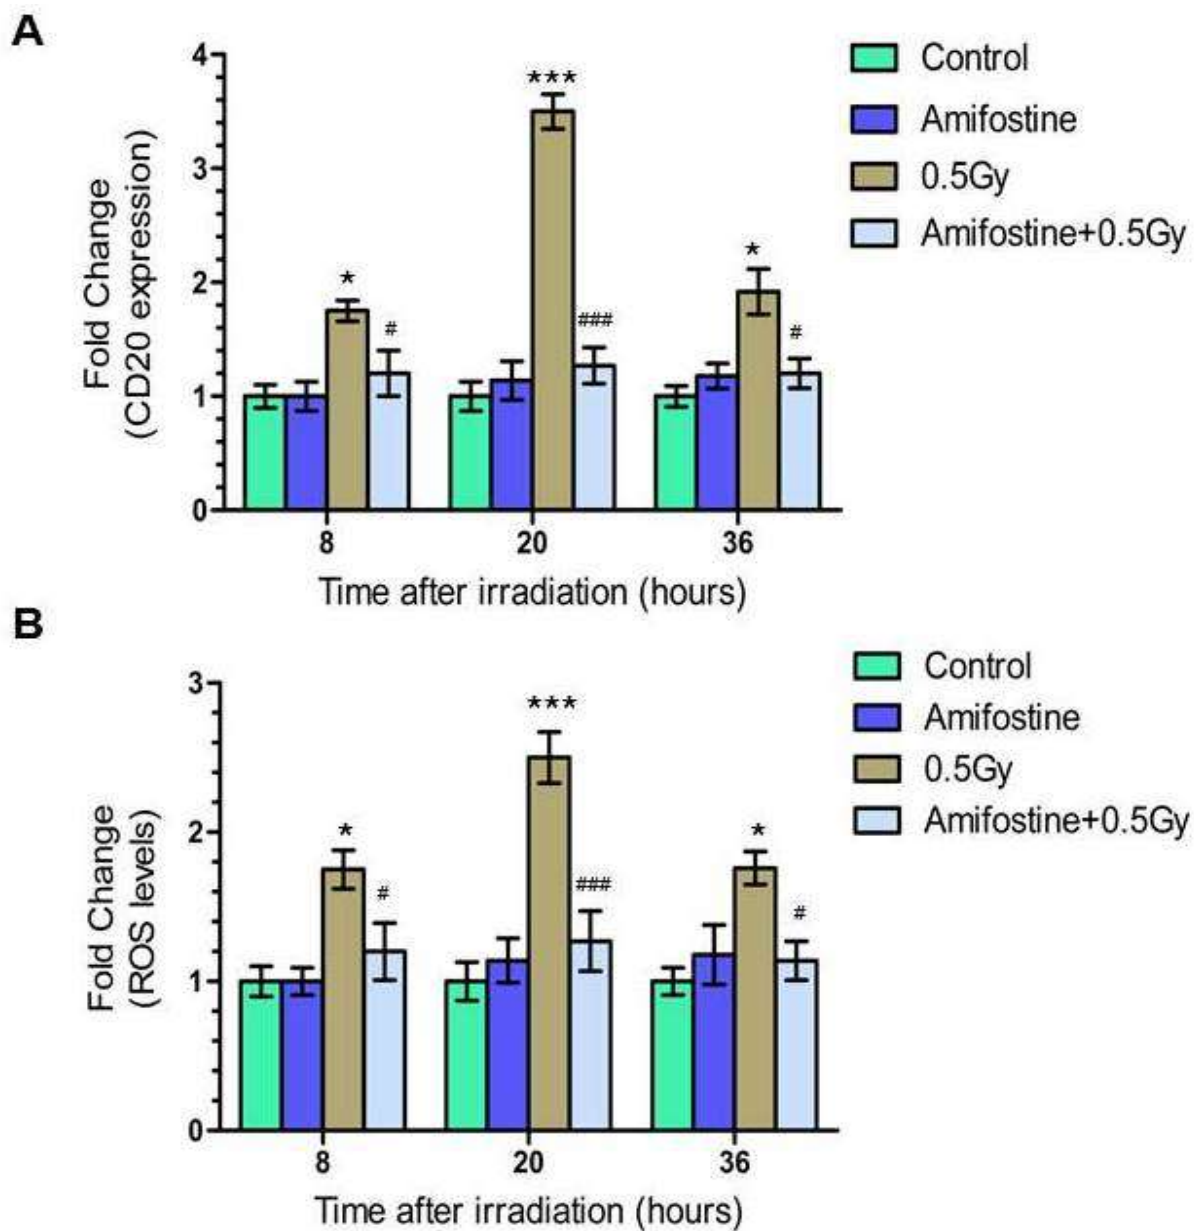 A
4
3
2
1
0
Fold Change
(CD20 expression)
***
*
*
#
###
#
8
20
36
Time after irradiation (hours)
Control
Amifostine
0.5Gy
Amifostine+0.5Gy
B
3
2
1
0
Fold Change
(ROS levels)
***
*
*
#
###
#
8
20
36
Time after irradiation (hours)
Control
Amifostine
0.5Gy
Amifostine+0.5Gy